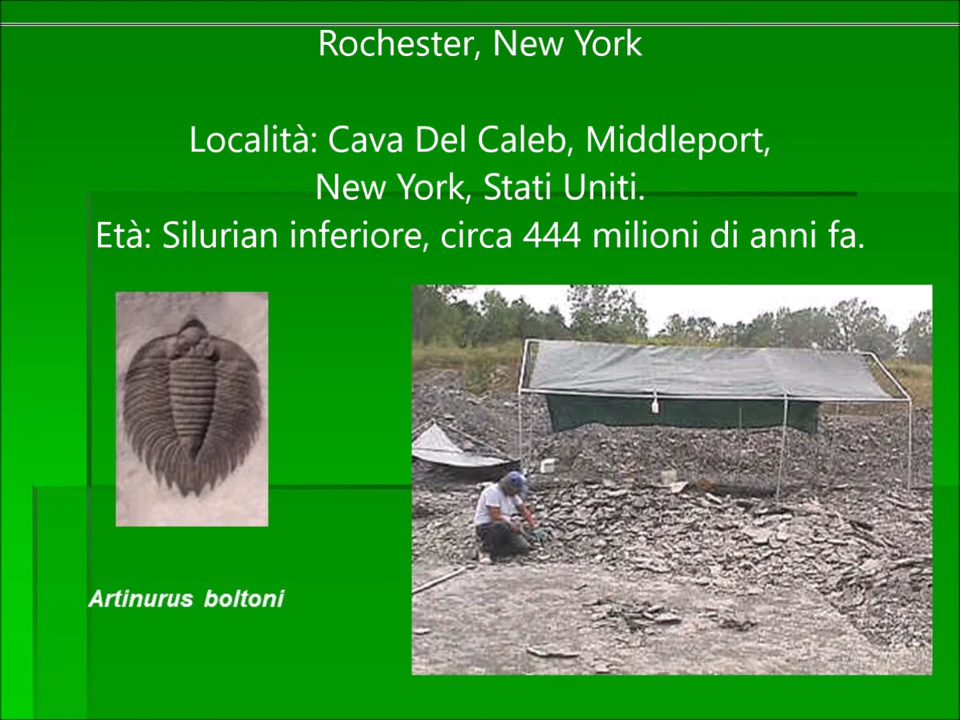 Rochester, New York
Località: Cava Del Caleb, Middleport,
New York, Stati Uniti.
Età: Silurian inferiore, circa 444 milioni di anni fa.
Artinurus boltoni